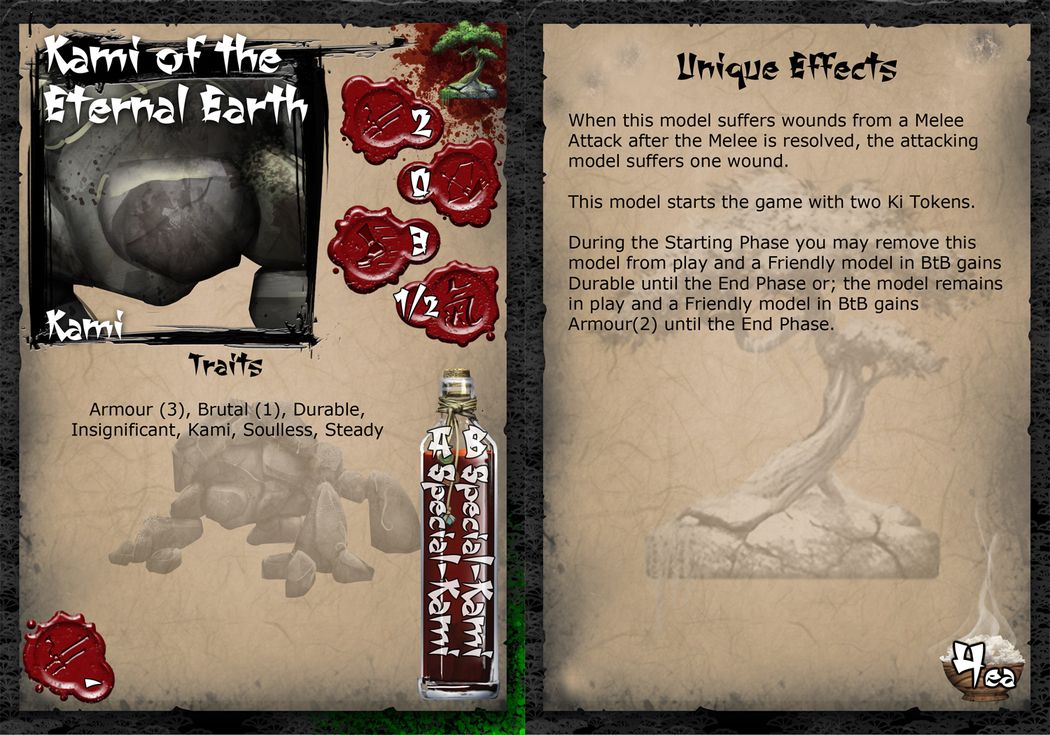 Kami of the
Eternal Earth
2
0
3
1/2
氣
Kami
Traits
Armour (3), Brutal (1), Durable,
Insignificant, Kami, Soulless, Steady
A Special-Kami
B Special-Kami
Unique Effects
When this model suffers wounds from a Melee
Attack after the Melee is resolved, the attacking
model suffers one wound.
This model starts the game with two Ki Tokens.
During the Starting Phase you may remove this
model from play and a Friendly model in BtB gains
Durable until the End Phase or; the model remains
in play and a Friendly model in BtB gains
Armour(2) until the End Phase.
4ea